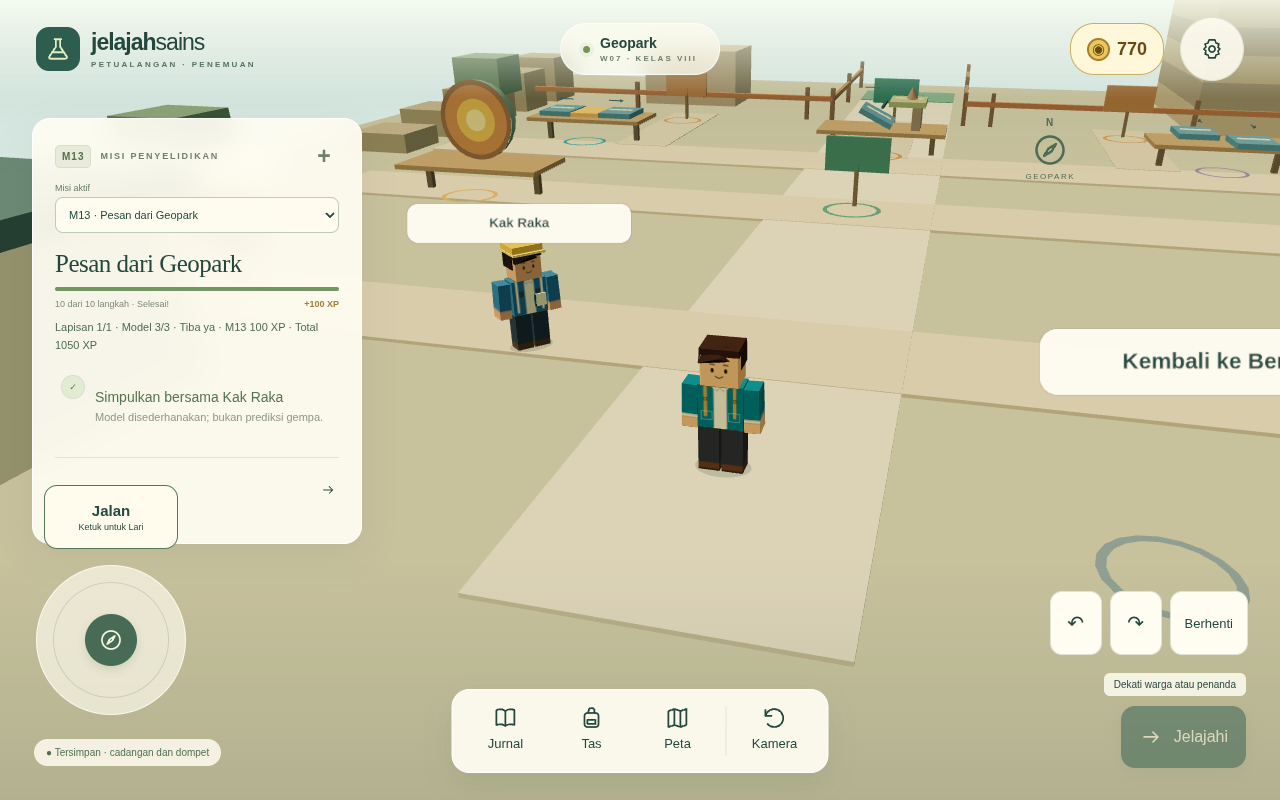 jelajahsains
PETUALANGAN · PENEMUAN
Geopark
W07 · KELAS VIII
770
M13 MISI PENYELIDIKAN
Misi aktif
M13 · Pesan dari Geopark
Pesan dari Geopark
10 dari 10 langkah · Selesai!
+100 XP
Lapisan 1/1 · Model 3/3 · Tiba ya · M13 100 XP · Total
1050 XP
✓
Simpulkan bersama Kak Raka
Model disederhanakan; bukan prediksi gempa.
Jalan
Ketuk untuk Lari
Kak Raka
N
GEOPARK
Kembali ke Ber
Berhenti
Dekati warga atau penanda
Jelajahi
Jurnal
Tas
Peta
Kamera
● Tersimpan · cadangan dan dompet